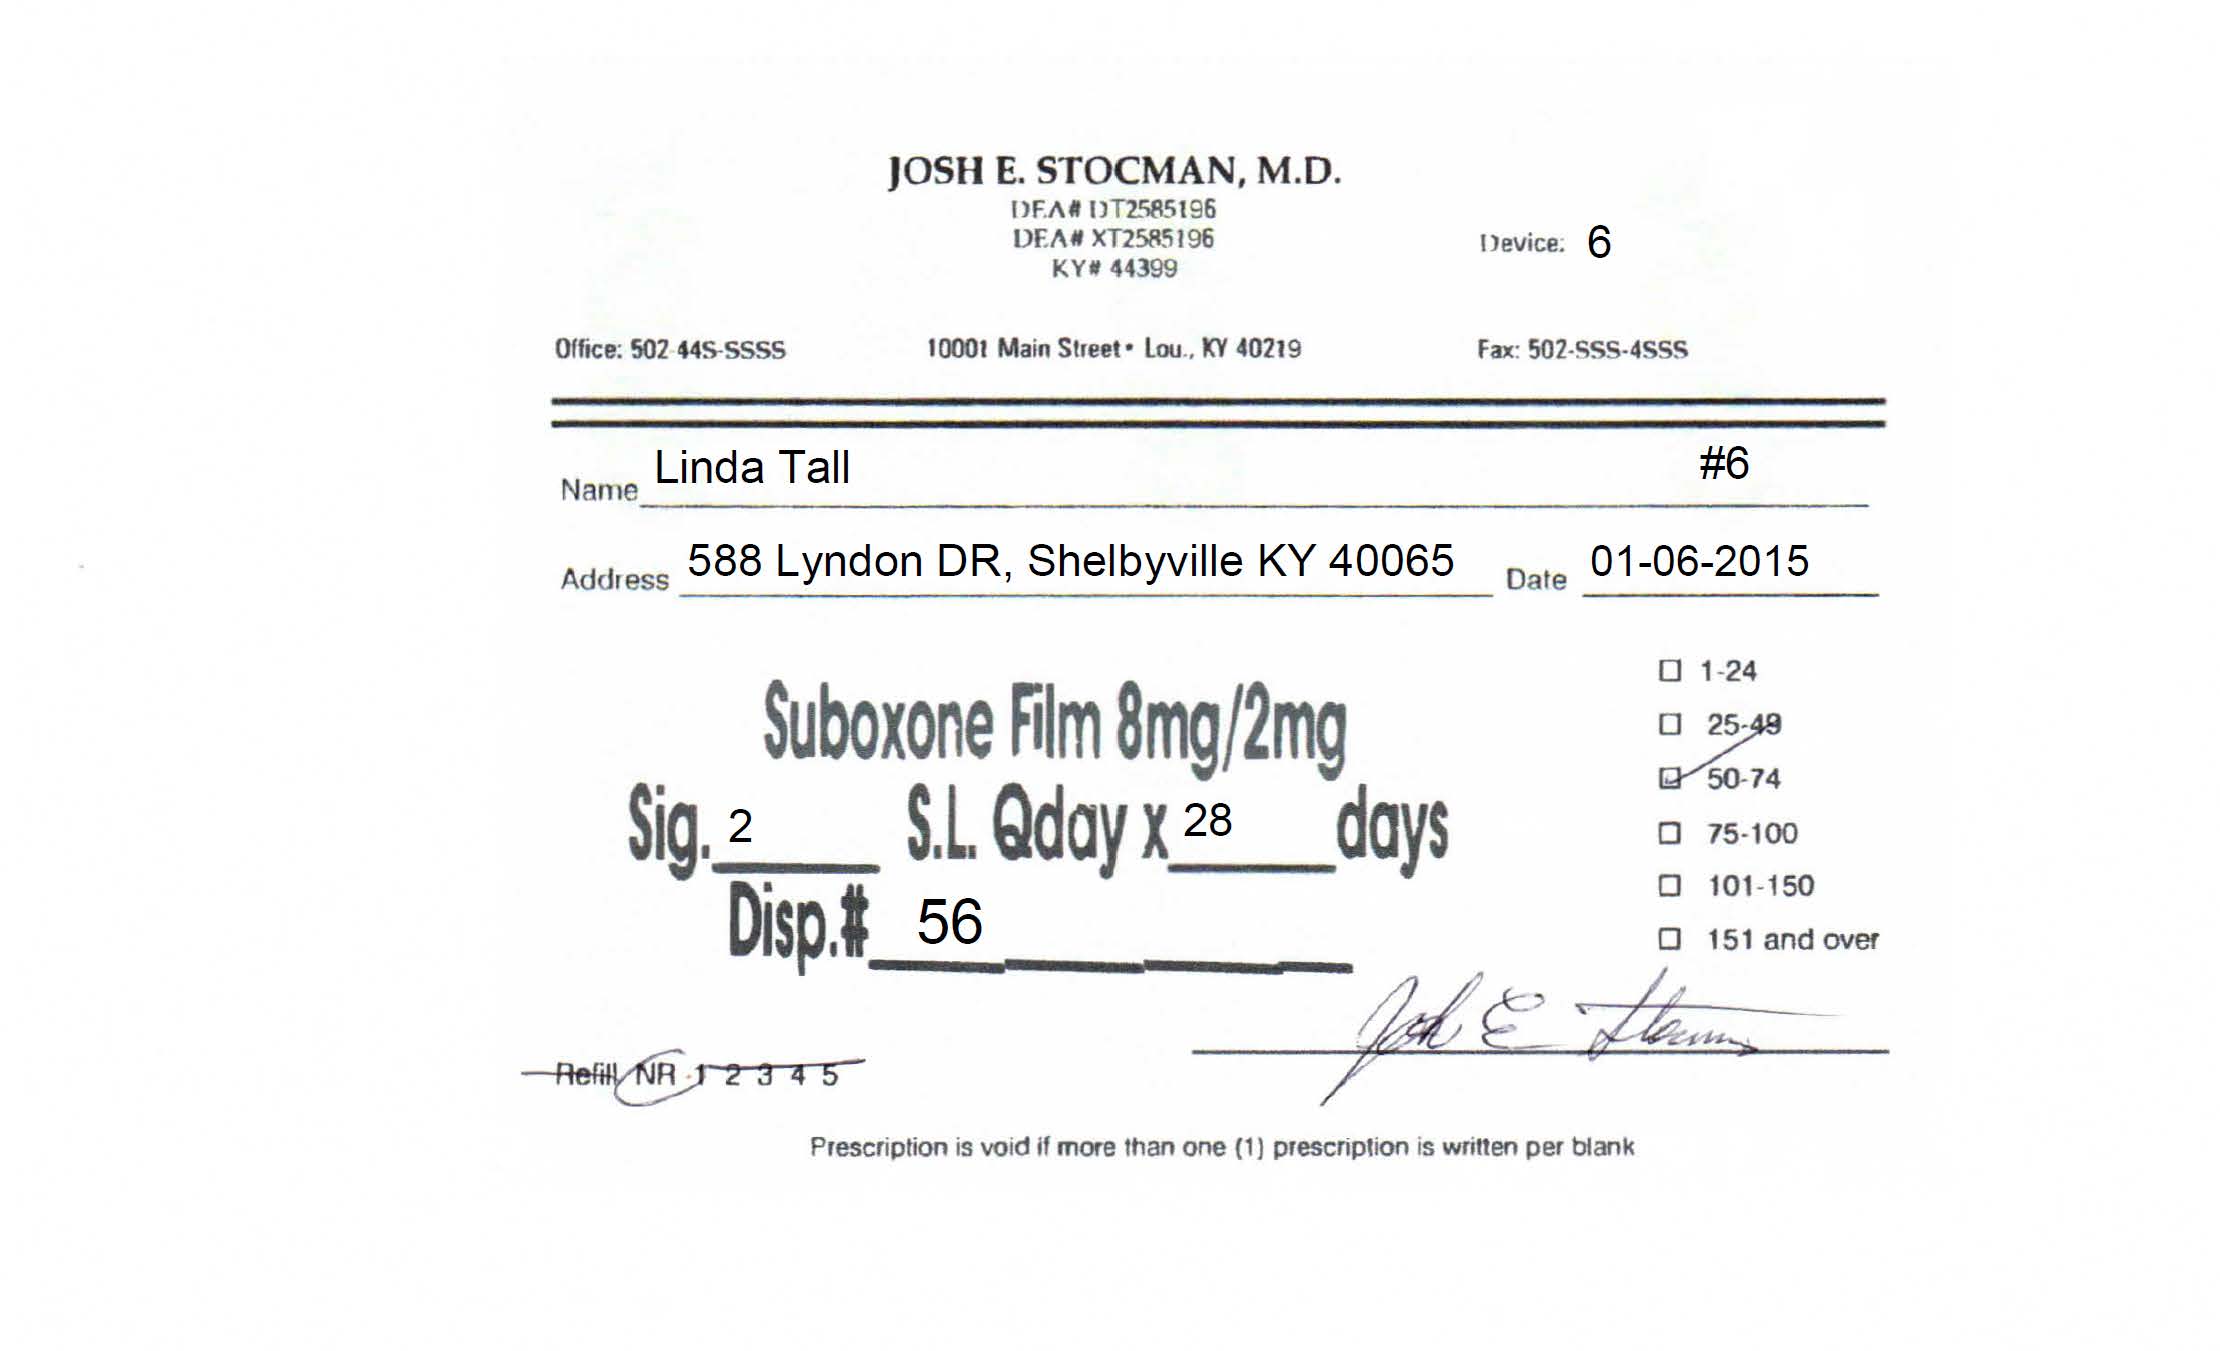 JOSH E. STOCMAN, M.D.
DEA# DT2585196
DEA# XT2585196
KY# 44399
Device: 6
Office: 502-44S-SSSS 10001 Main Street • Lou., KY 40219 Fax: 502-SSS-4SSS
Name Linda Tall #6
Address 588 Lyndon DR, Shelbyville KY 40065 Date 01-06-2015
Suboxone Film 8mg/2mg
Sig. 2 S.L. Qday x 28 days
Disp.# 56
1-24
25-49
50-74
75-100
101-150
151 and over
Josh E Stocman
Refill NR 1 2 3 4 5
Prescription is void if more than one (1) prescription is written per blank